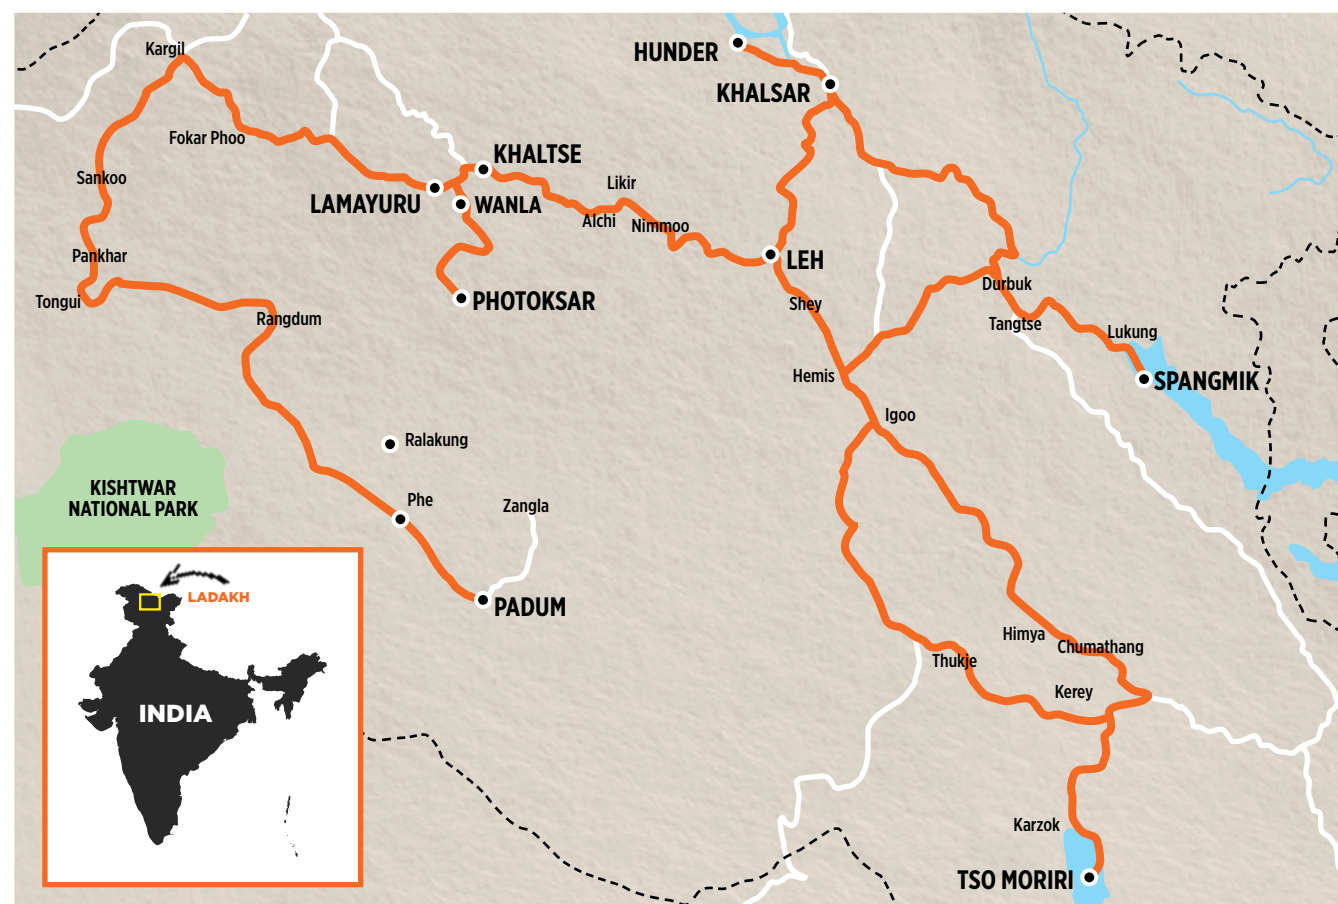 HUNDER
Kargil
KHALSAR
Fokar Phoo
KHALTSE
Sankoo
Likir
LAMAYURU
WANLA
Alchi
Nimmoo
Pankhar
LEH
Tongui
PHOTOKSAR
Durbuk
Shey
Rangdum
Tangtse
Lukung
Hemis
SPANGMIK
Igoo
Ralakung
KISHTWAR
NATIONAL PARK
Phe
Zangla
LADAKH
PADUM
Himya
Chumathang
Thukje
Kerey
INDIA
Karzok
TSO MORIRI